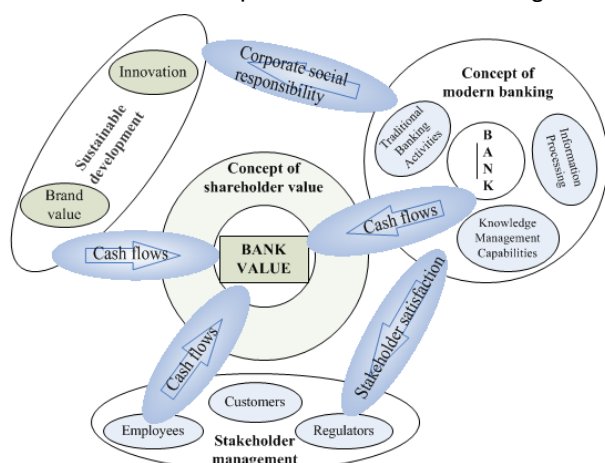 Innovation
Sustainable
development
Brand
value
Corporate social
responsibility
Concept of
modern banking
Traditional
Banking
Activities
B
A
N
K
Information
Processing
Knowledge
Management
Capabilities
Concept of
shareholder value
BANK
VALUE
Cash flows
Cash flows
Cash flows
Stakeholder satisfaction
Customers
Employees
Regulators
Stakeholder
management